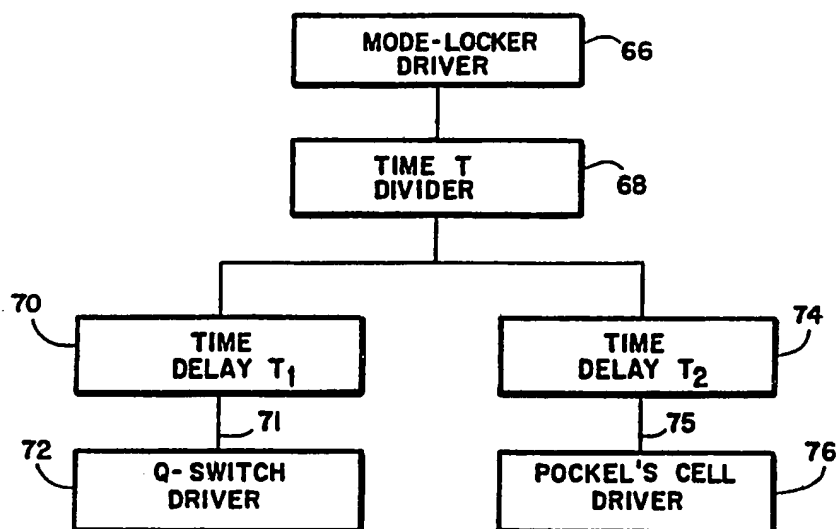 MODE-LOCKER
DRIVER
66
TIME T
DIVIDER
68
70
TIME
DELAY T₁
74
TIME
DELAY T₂
71
75
72
Q-SWITCH
DRIVER
76
POCKEL'S CELL
DRIVER